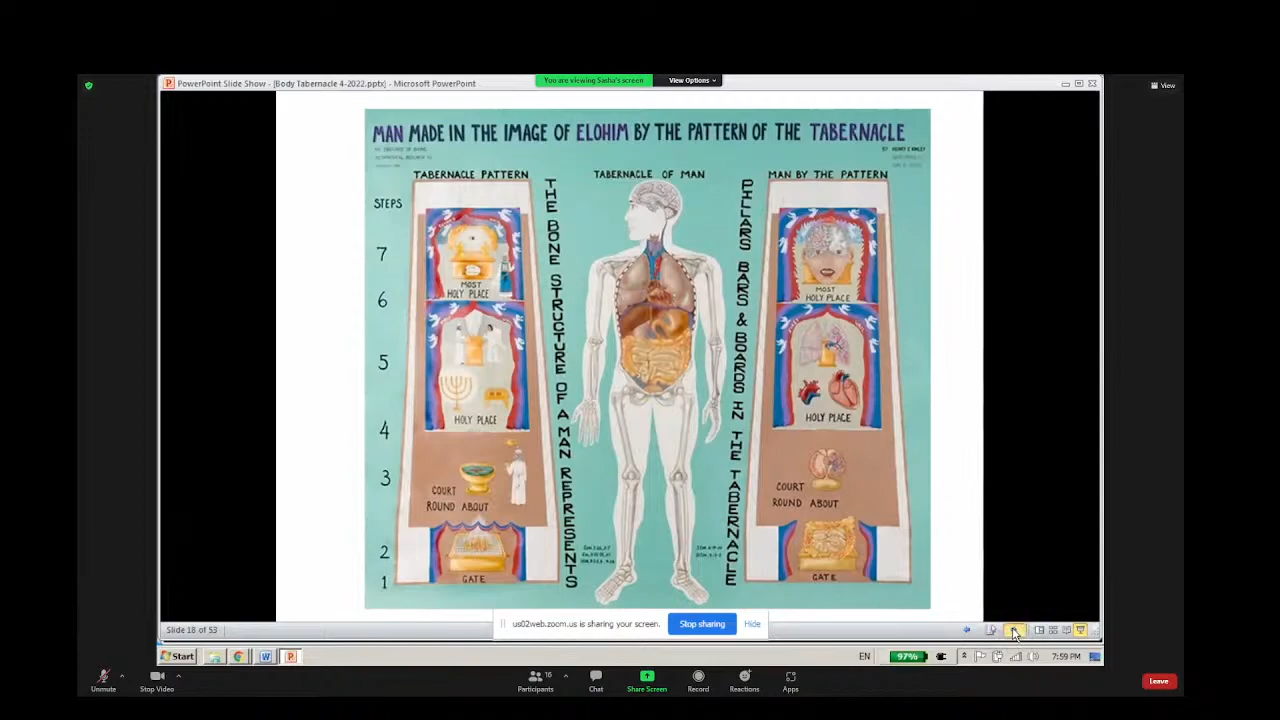 PowerPoint Slide Show - [Body Tabernacle 4-2022.pptx] - Microsoft PowerPoint
You are viewing Sasha's screen
View Options
View
MAN MADE IN THE IMAGE OF ELOHIM BY THE PATTERN OF THE TABERNACLE
TABERNACLE PATTERN
TABERNACLE OF MAN
MAN BY THE PATTERN
STEPS
7
6
5
4
3
2
1
MOST
HOLY PLACE
HOLY PLACE
COURT
ROUND ABOUT
GATE
THE BONE STRUCTURE OF A MAN REPRESENTS
PILLARS BARS & BOARDS IN THE TABERNACLE
MOST
HOLY PLACE
HOLY PLACE
COURT
ROUND ABOUT
GATE
us02web.zoom.us is sharing your screen.
Stop sharing
Hide
Slide 18 of 53
Start
EN
97%
7:59 PM
Unmute
Stop Video
Participants
16
Chat
Share Screen
Record
Reactions
Apps
Leave